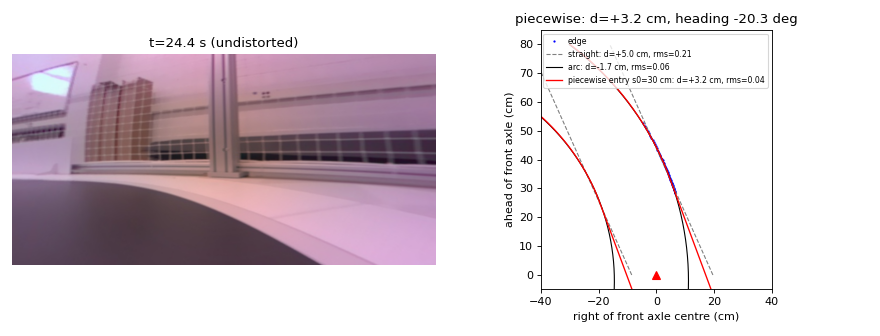 t=24.4 s (undistorted)
piecewise: d=+3.2 cm, heading -20.3 deg
edge
straight: d=+5.0 cm, rms=0.21
arc: d=-1.7 cm, rms=0.06
piecewise entry s0=30 cm: d=+3.2 cm, rms=0.04
ahead of front axle (cm)
80
70
60
50
40
30
20
10
0
−40
−20
0
20
40
right of front axle centre (cm)